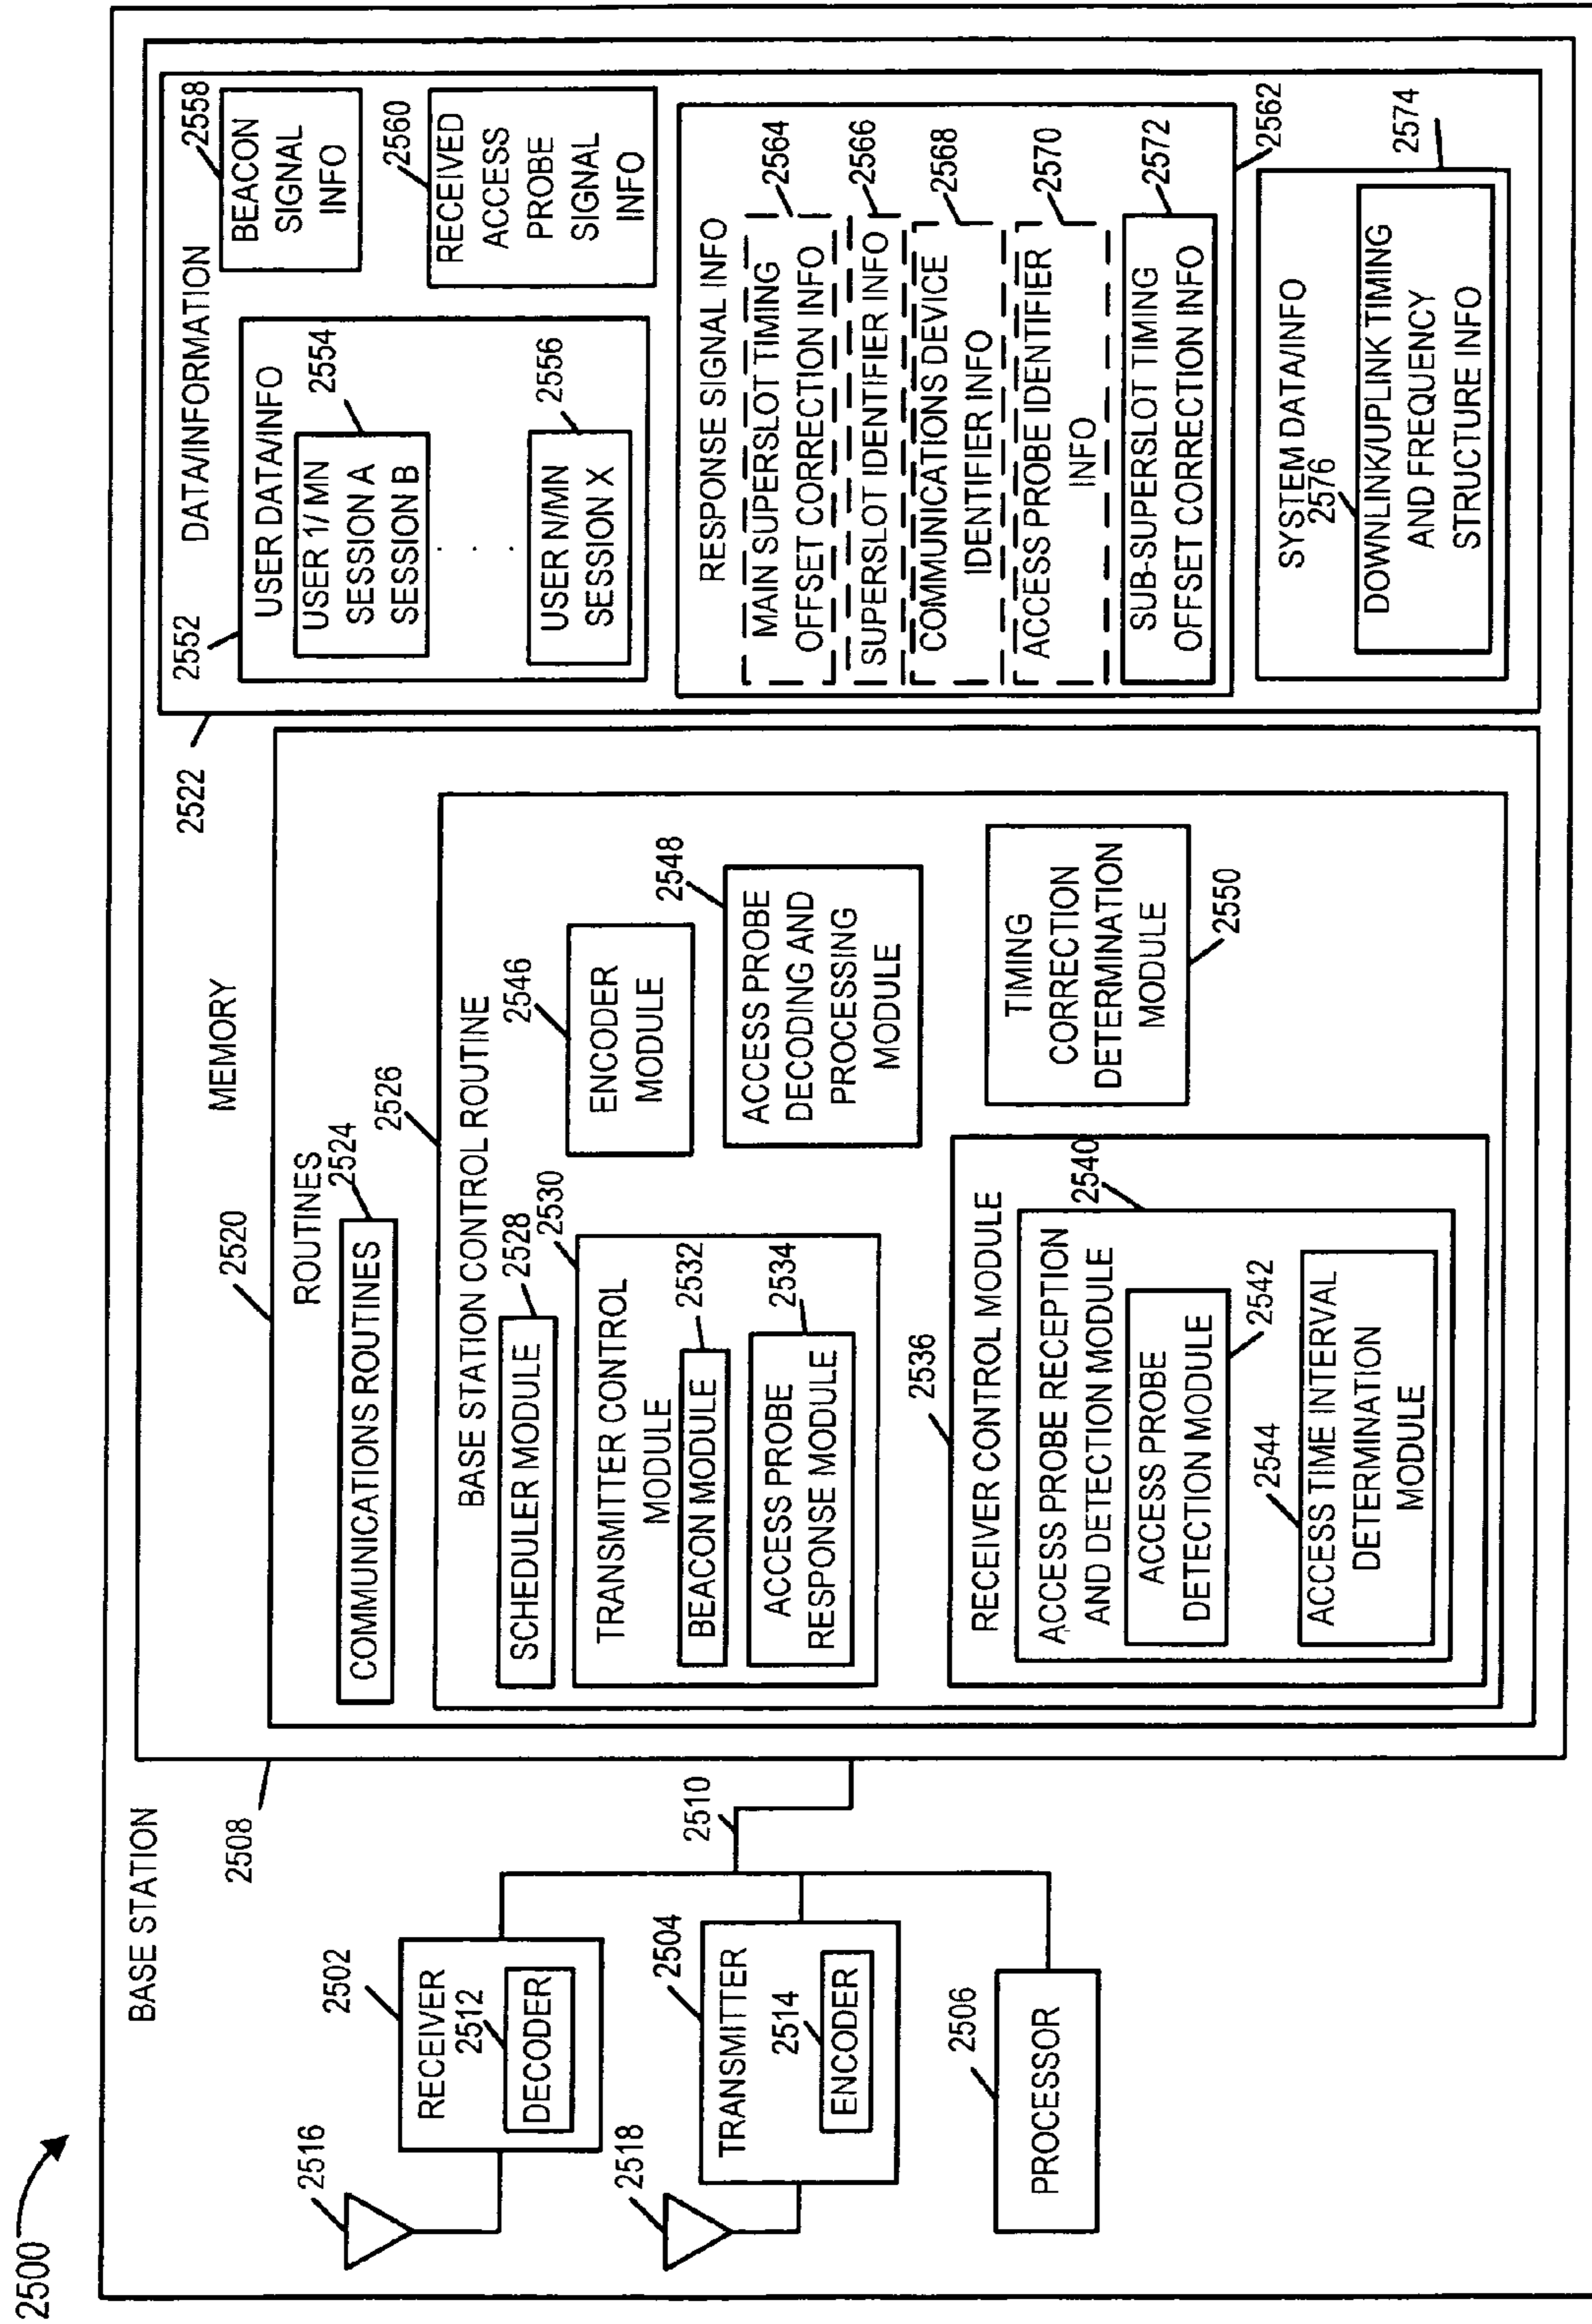 2500
BASE STATION
2516
2502
RECEIVER
2512
DECODER
2518
2504
TRANSMITTER
2514
ENCODER
2506
PROCESSOR
2510
2508
MEMORY
2520
ROUTINES
2524
COMMUNICATIONS ROUTINES
2526
BASE STATION CONTROL ROUTINE
2528
SCHEDULER MODULE
2530
TRANSMITTER CONTROL
MODULE
2532
BEACON MODULE
2534
ACCESS PROBE
RESPONSE MODULE
2546
ENCODER
MODULE
2548
ACCESS PROBE
DECODING AND
PROCESSING
MODULE
2536
RECEIVER CONTROL MODULE
2540
ACCESS PROBE RECEPTION
AND DETECTION MODULE
2542
ACCESS PROBE
DETECTION MODULE
2544
ACCESS TIME INTERVAL
DETERMINATION
MODULE
TIMING
CORRECTION
DETERMINATION
MODULE
2550
2522
DATA/INFORMATION
2552
USER DATA/INFO
2554
USER 1/ MN
SESSION A
SESSION B
. . .
2556
USER N/MN
SESSION X
2558
BEACON
SIGNAL
INFO
2560
RECEIVED
ACCESS
PROBE
SIGNAL
INFO
RESPONSE SIGNAL INFO
2564
MAIN SUPERSLOT TIMING
OFFSET CORRECTION INFO
2566
SUPERSLOT IDENTIFIER INFO
2568
COMMUNICATIONS DEVICE
IDENTIFIER INFO
2570
ACCESS PROBE IDENTIFIER
INFO
2572
SUB-SUPERSLOT TIMING
OFFSET CORRECTION INFO
2562
SYSTEM DATA/INFO
2574
2576
DOWNLINK/UPLINK TIMING
AND FREQUENCY
STRUCTURE INFO